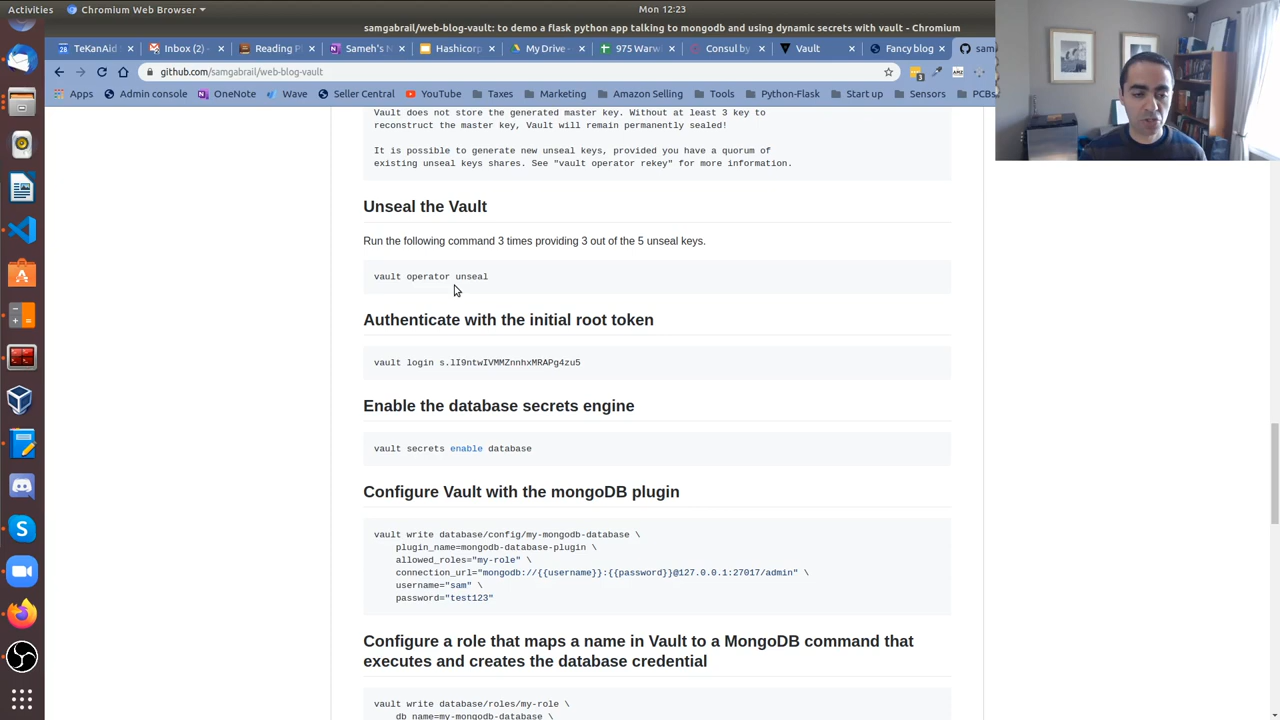 Activities
Chromium Web Browser
Mon 12:23
samgabrail/web-blog-vault: to demo a flask python app talking to mongodb and using dynamic secrets with vault - Chromium
28 TeKanAid
Inbox (2) -
Reading P
Sameh's N
Hashicorp
My Drive -
975 Warw
Consul by
Vault
Fancy blog
sam
github.com/samgabrail/web-blog-vault
3
Apps
Admin console
OneNote
Wave
Seller Central
YouTube
Taxes
Marketing
Amazon Selling
Tools
Python-Flask
Start up
Sensors
PCBs
Vault does not store the generated master key. Without at least 3 key to
reconstruct the master key, Vault will remain permanently sealed!
It is possible to generate new unseal keys, provided you have a quorum of
existing unseal keys shares. See "vault operator rekey" for more information.
Unseal the Vault
Run the following command 3 times providing 3 out of the 5 unseal keys.
vault operator unseal
Authenticate with the initial root token
vault login s.lI9ntwIVMMZnnhxMRAPg4zu5
Enable the database secrets engine
vault secrets enable database
Configure Vault with the mongoDB plugin
vault write database/config/my-mongodb-database \
plugin_name=mongodb-database-plugin \
allowed_roles="my-role" \
connection_url="mongodb://{{username}}:{{password}}@127.0.0.1:27017/admin" \
username="sam" \
password="test123"
Configure a role that maps a name in Vault to a MongoDB command that
executes and creates the database credential
vault write database/roles/my-role \
db_name=my-mongodb-database \